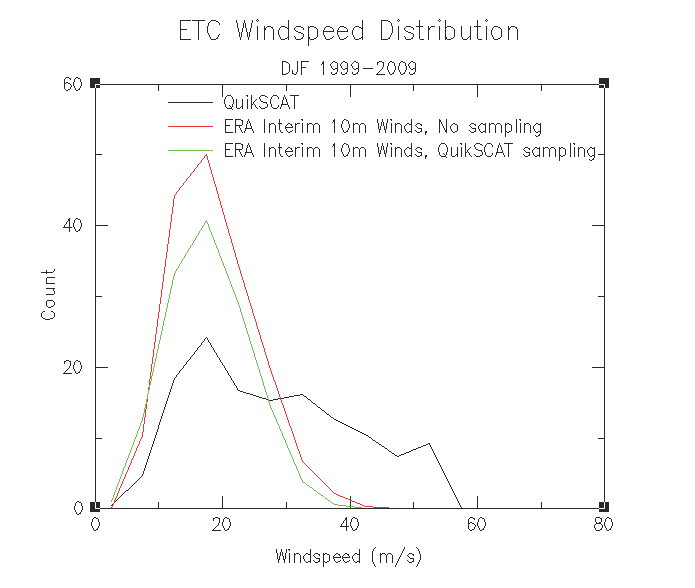 ETC Windspeed Distribution
DJF 1999-2009
QuikSCAT
ERA Interim 10m Winds, No sampling
ERA Interim 10m Winds, QuikSCAT sampling
60
40
20
0
Count
0 20 40 60 80
Windspeed (m/s)